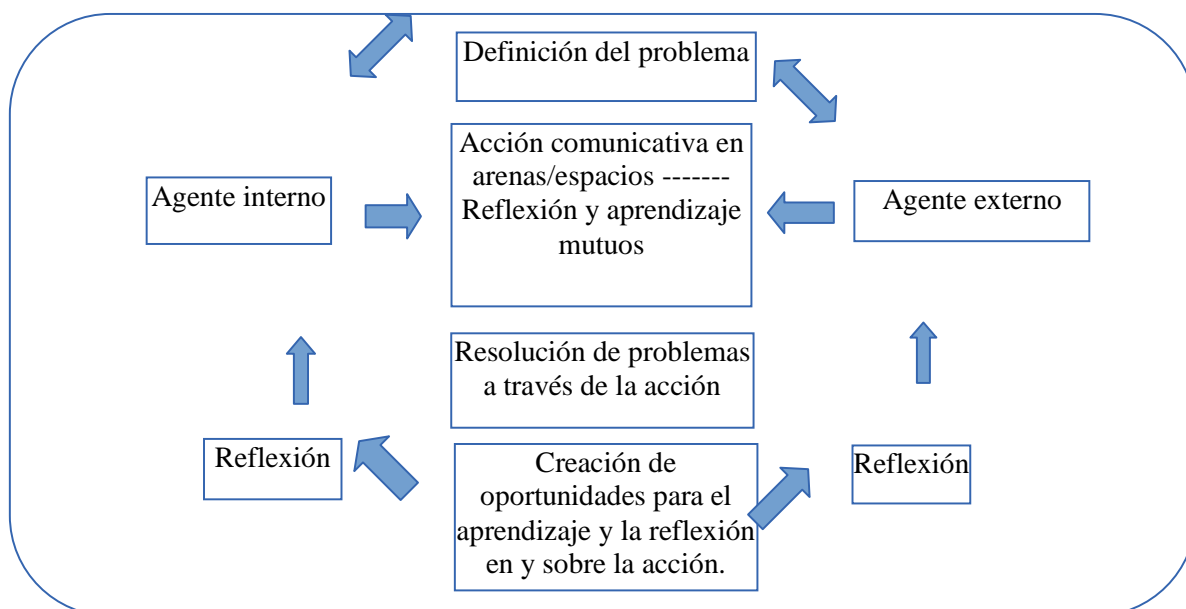 Definición del problema
Acción comunicativa en
arenas/espacios -------
Reflexión y aprendizaje
mutuos
Agente interno
Agente externo
Resolución de problemas
a través de la acción
Reflexión
Creación de
oportunidades para el
aprendizaje y la reflexión
en y sobre la acción.
Reflexión